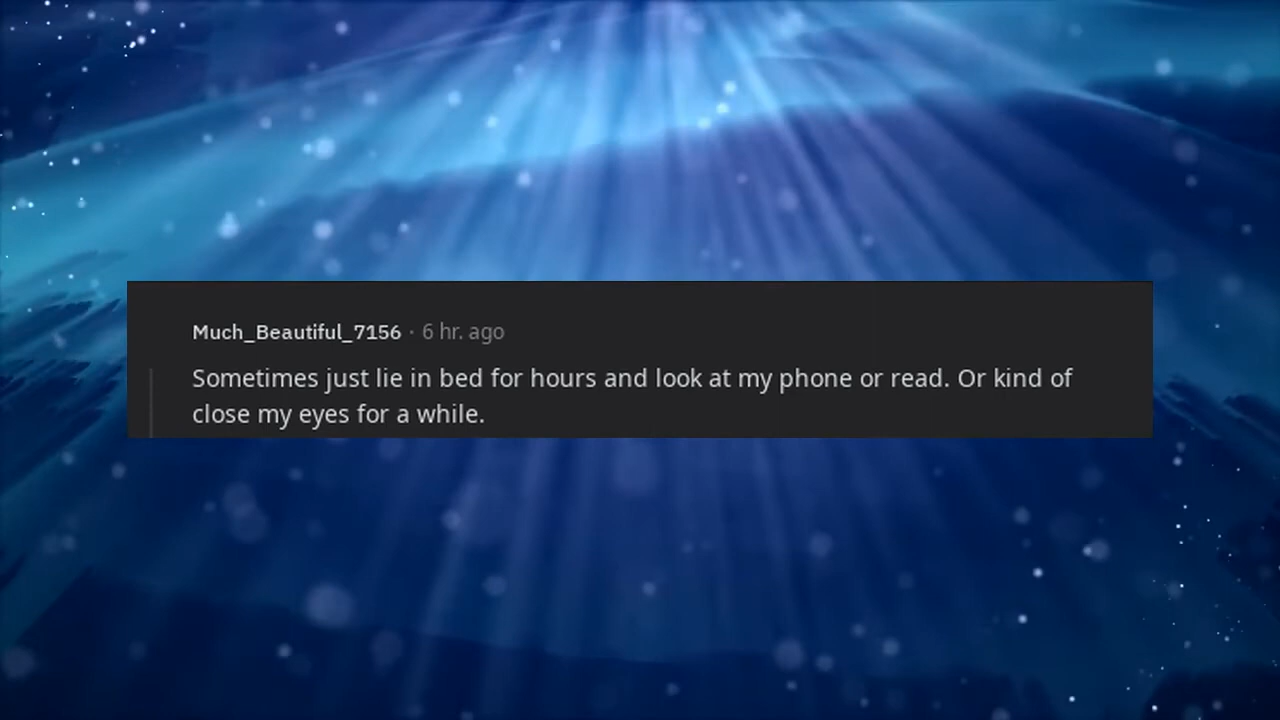 Much_Beautiful_7156 · 6 hr. ago
Sometimes just lie in bed for hours and look at my phone or read. Or kind of
close my eyes for a while.